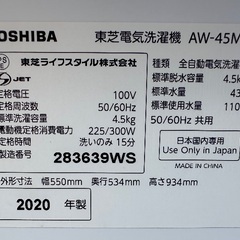 OSHIBA 東芝電気洗濯機 AW-45M
東芝ライフスタイル株式会社
JET
定格電圧 100V
定格周波数 50/60Hz
標準洗濯容量 4.5kg
電動機定格消費電力 225/300W
洗いのみ 15分
製造番号 283639WS
外形寸法 幅550mm 奥行534mm 高さ934mm
2020 年製
種類 全自動電気洗濯
標準脱水容量 4.5
標準水量 43
標準使用水量 110
50/60Hz 共用
日本国内専用
Use only in Japan